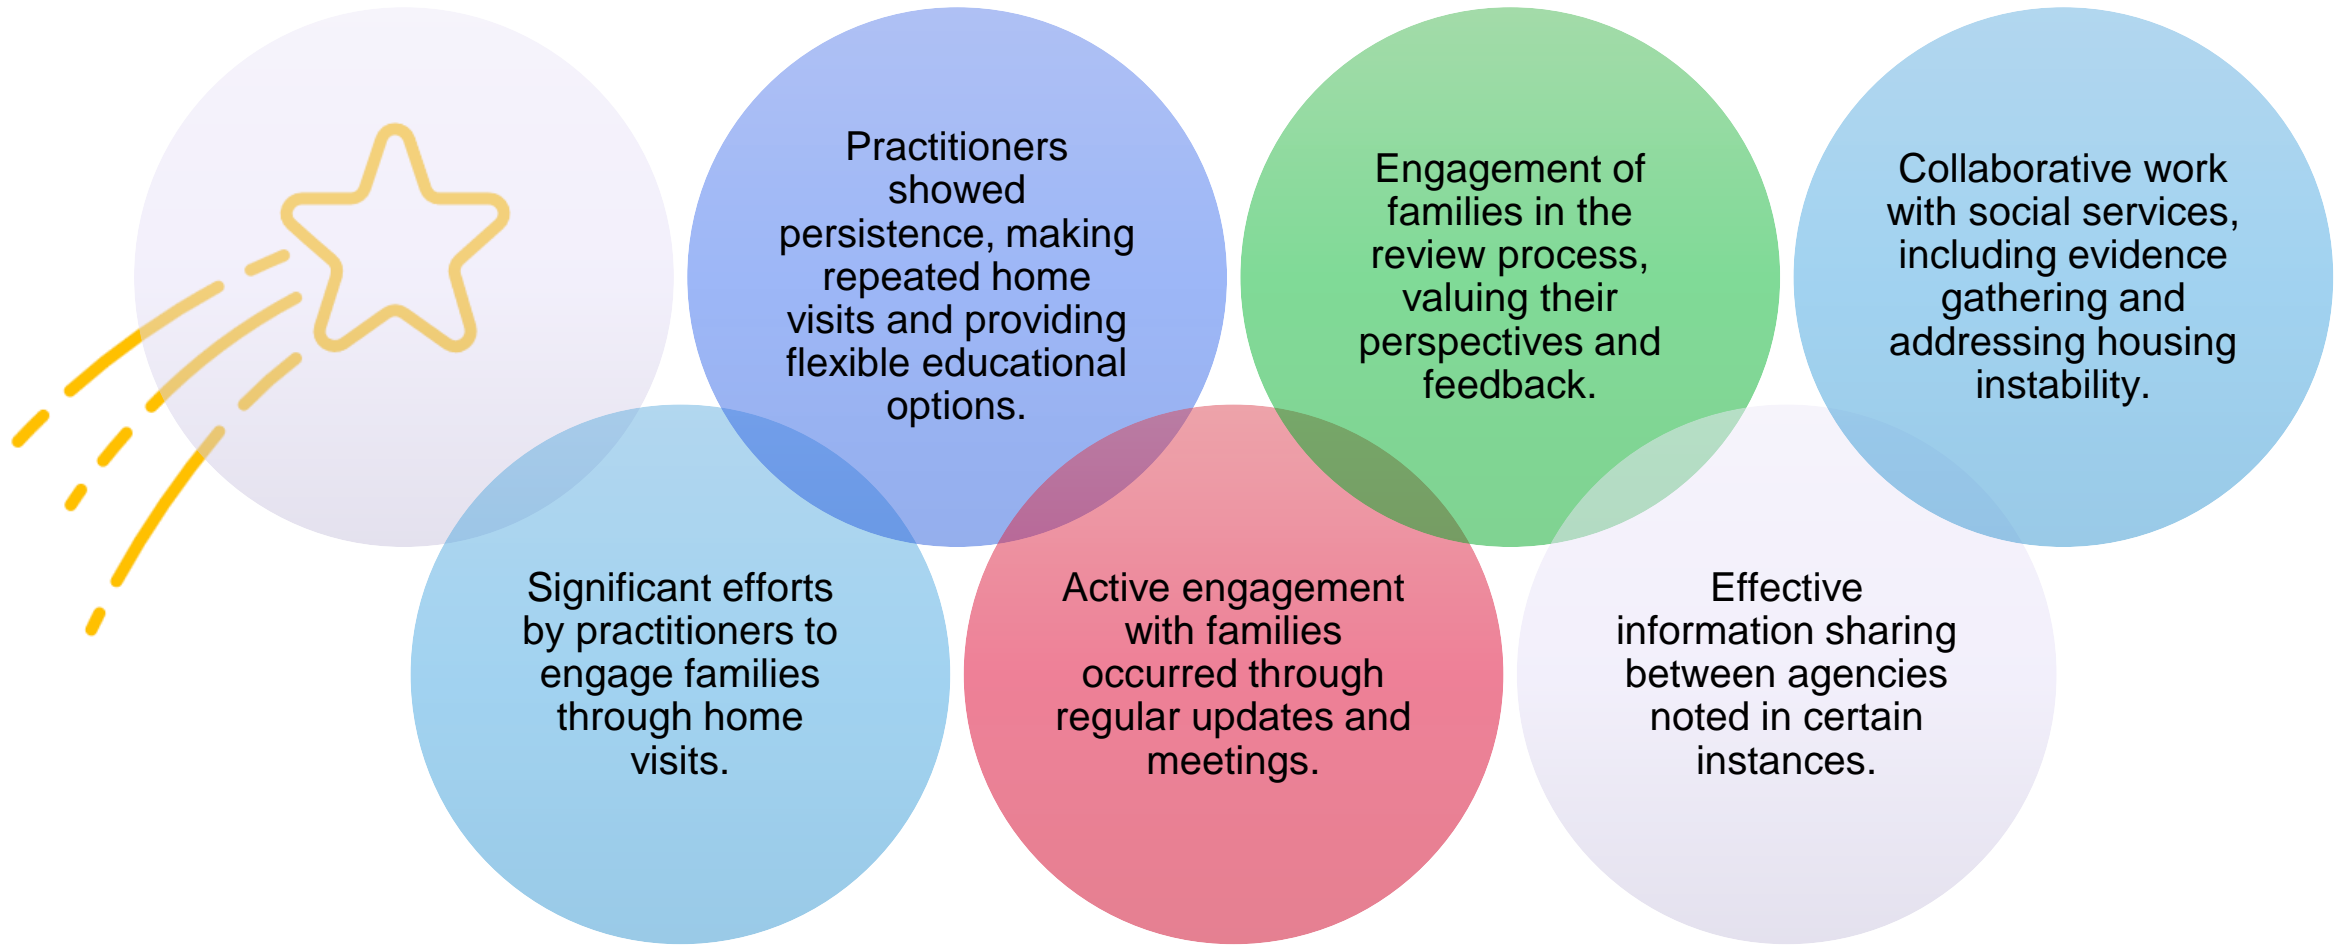 Practitioners
showed
persistence, making
repeated home
visits and providing
flexible educational
options.
Engagement of
families in the
review process,
valuing their
perspectives and
feedback.
Collaborative work
with social services,
including evidence
gathering and
addressing housing
instability.
Significant efforts
by practitioners to
engage families
through home
visits.
Active engagement
with families
occurred through
regular updates and
meetings.
Effective
information sharing
between agencies
noted in certain
instances.